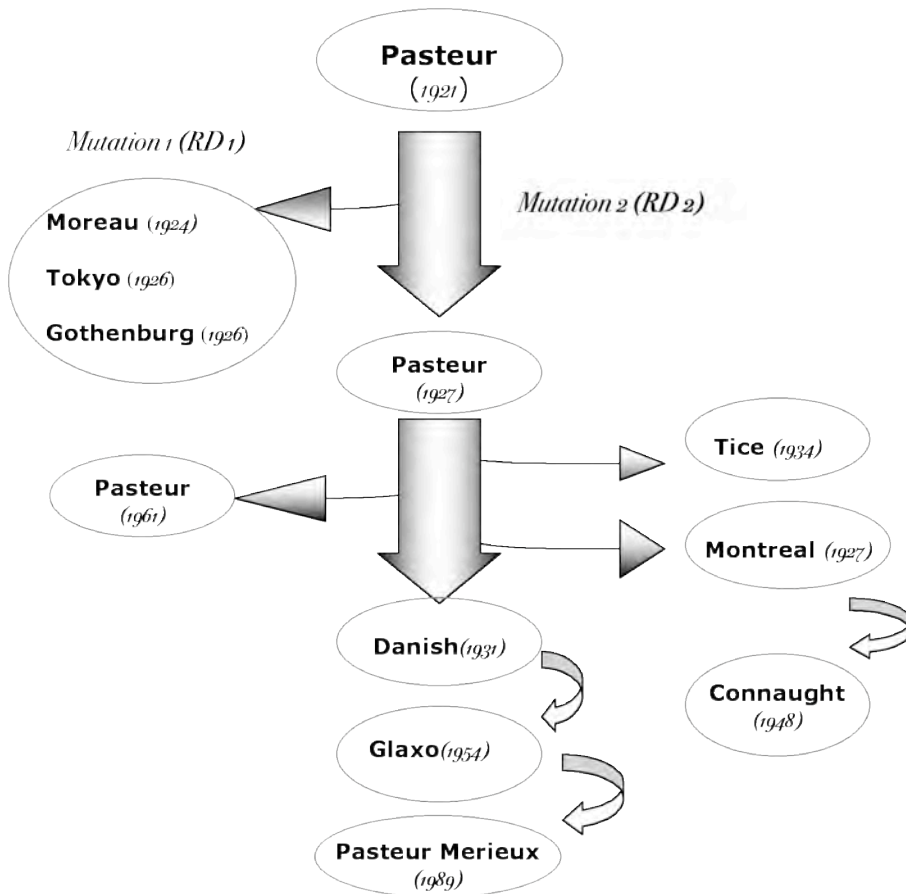 Pasteur
(1921)
Mutation 1 (RD 1)
Mutation 2 (RD 2)
Moreau (1924)
Tokyo (1926)
Gothenburg (1926)
Pasteur
(1927)
Tice (1934)
Pasteur
(1961)
Montreal (1927)
Danish(1931)
Connaught
(1948)
Glaxo(1954)
Pasteur Merieux
(1989)